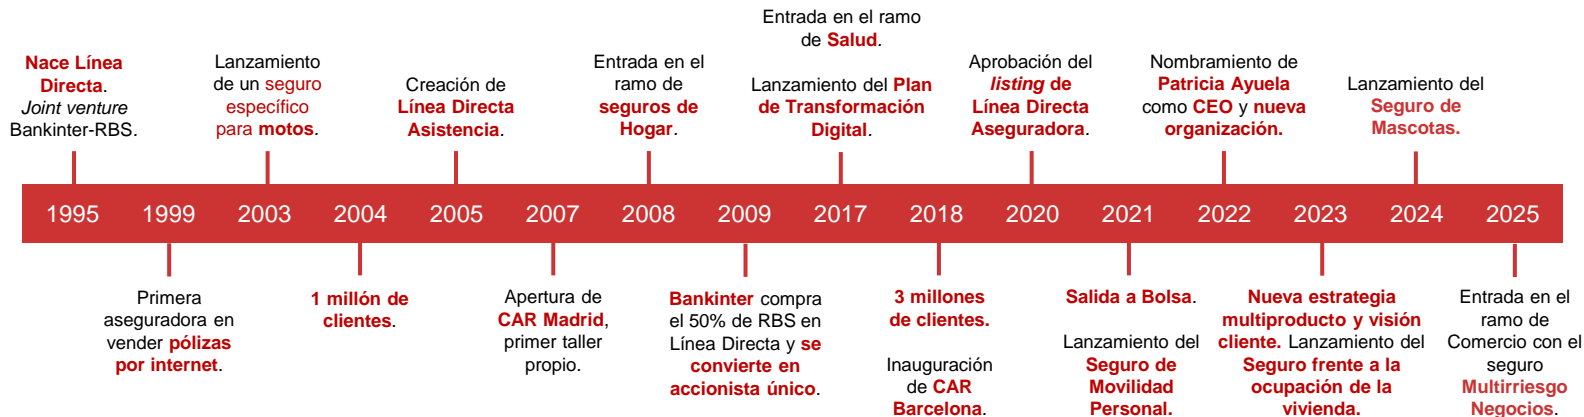 Nace Línea
Directa.
Joint venture
Bankinter-RBS.
Lanzamiento
de un seguro
específico
para motos.
Creación de
Línea Directa
Asistencia.
Entrada en el
ramo de
seguros de
Hogar.
Entrada en el ramo
de Salud.
Lanzamiento del Plan
de Transformación
Digital.
Aprobación del
listing de
Línea Directa
Aseguradora.
Nombramiento de
Patricia Ayuela
como CEO y nueva
organización.
Lanzamiento del
Seguro de
Mascotas.
1995 1999 2003 2004 2005 2007 2008 2009 2017 2018 2020 2021 2022 2023 2024 2025
Primera
aseguradora en
vender pólizas
por internet.
1 millón de
clientes.
Apertura de
CAR Madrid,
primer taller
propio.
Bankinter compra
el 50% de RBS en
Línea Directa y se
convierte en
accionista único.
3 millones
de clientes.
Inauguración
de CAR
Barcelona.
Salida a Bolsa.
Lanzamiento del
Seguro de
Movilidad
Personal.
Nueva estrategia
multiproducto y visión
cliente. Lanzamiento del
Seguro frente a la
ocupación de la
vivienda.
Entrada en el
ramo de
Comercio con el
seguro
Multirriesgo
Negocios.